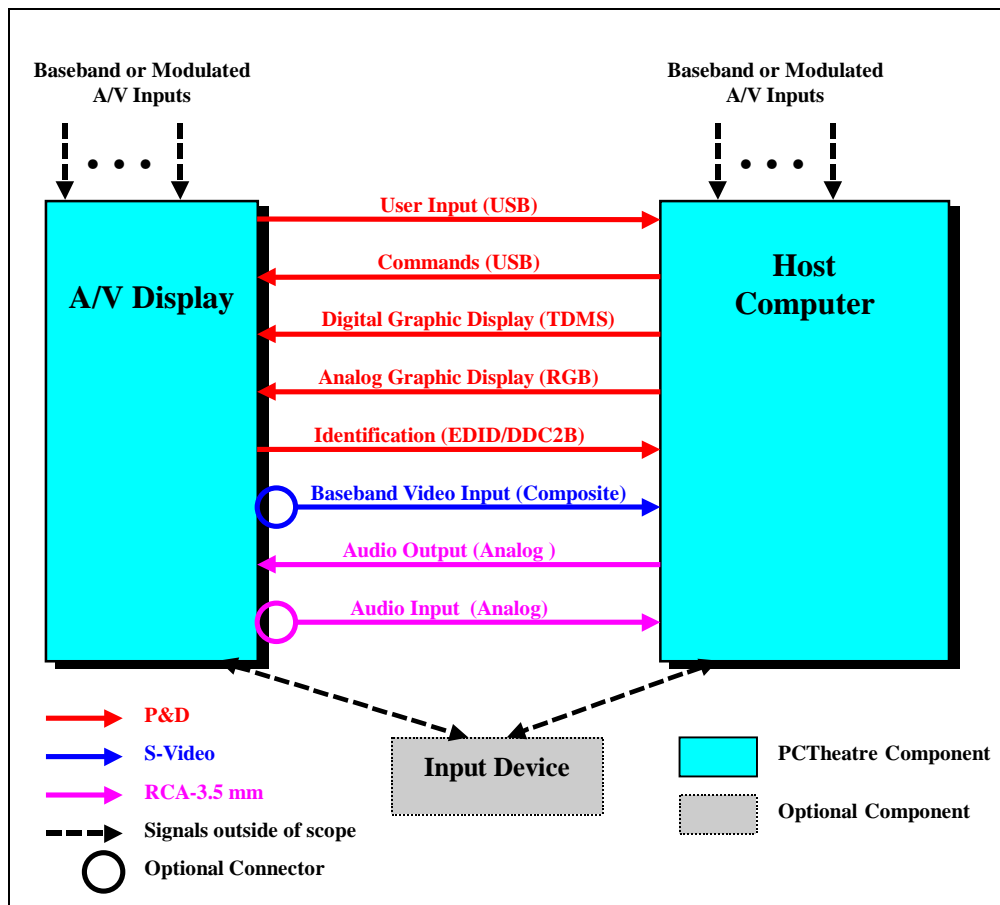 Baseband or Modulated
A/V Inputs
Baseband or Modulated
A/V Inputs
User Input (USB)
Commands (USB)
Digital Graphic Display (TDMS)
Analog Graphic Display (RGB)
Identification (EDID/DDC2B)
Baseband Video Input (Composite)
Audio Output (Analog )
Audio Input (Analog)
A/V Display
Host
Computer
Input Device
P&D
S-Video
RCA-3.5 mm
Signals outside of scope
Optional Connector
PCTheatre Component
Optional Component